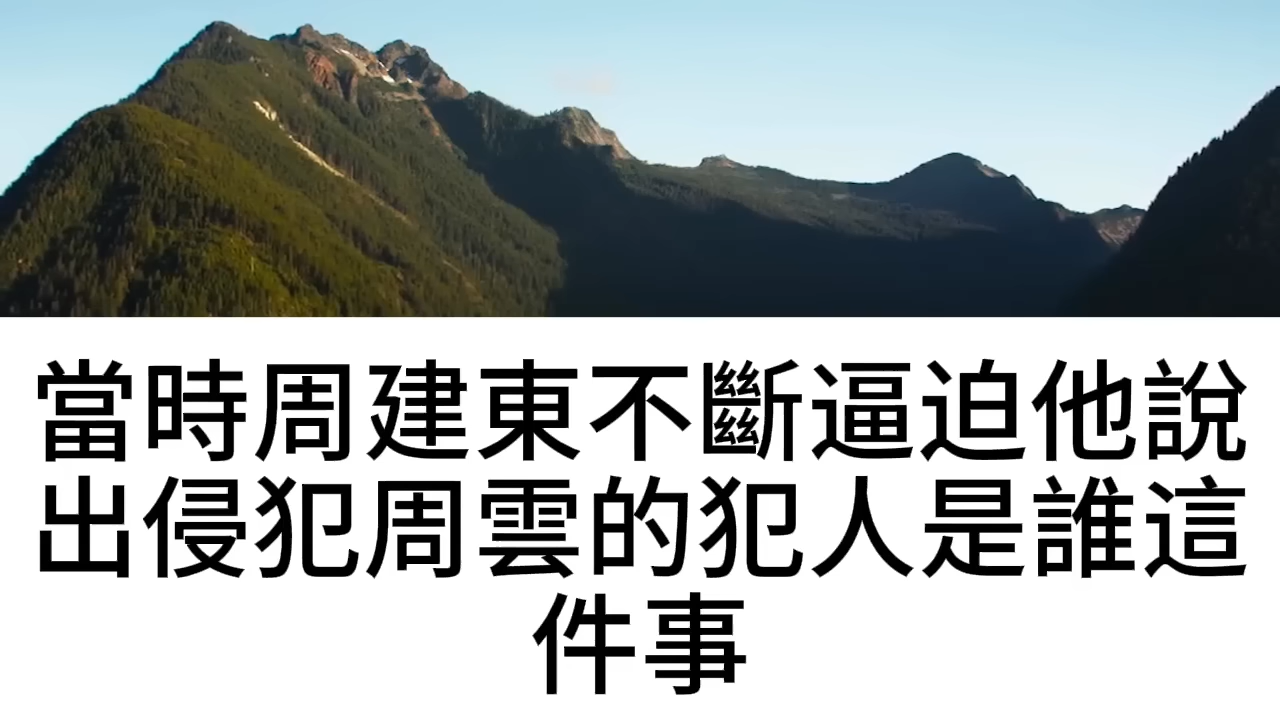 當時周建東不斷逼迫他說
出侵犯周雲的犯人是誰這
件事